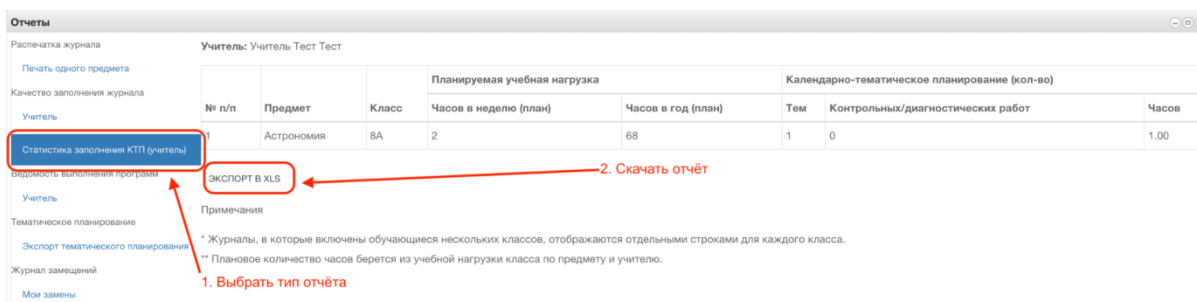 Отчеты
Распечатка журнала
Печать одного предмета
Качество заполнения журнала
Учитель
Статистика заполнения КТП (учитель)
Ведомость выполнения программ
Учитель
Тематическое планирование
Экспорт тематического планирования
Журнал замещений
Мои замены
Учитель: Учитель Тест Тест
Планируемая учебная нагрузка Календарно-тематическое планирование (кол-во)
№ п/п Предмет Класс Часов в неделю (план) Часов в год (план) Тем Контрольных/диагностических работ Часов
1 Астрономия 8А 2 68 1 0 1.00
ЭКСПОРТ В XLS
2. Скачать отчёт
Примечания
* Журналы, в которые включены обучающиеся нескольких классов, отображаются отдельными строками для каждого класса.
** Плановое количество часов берется из учебной нагрузки класса по предмету и учителю.
1. Выбрать тип отчёта